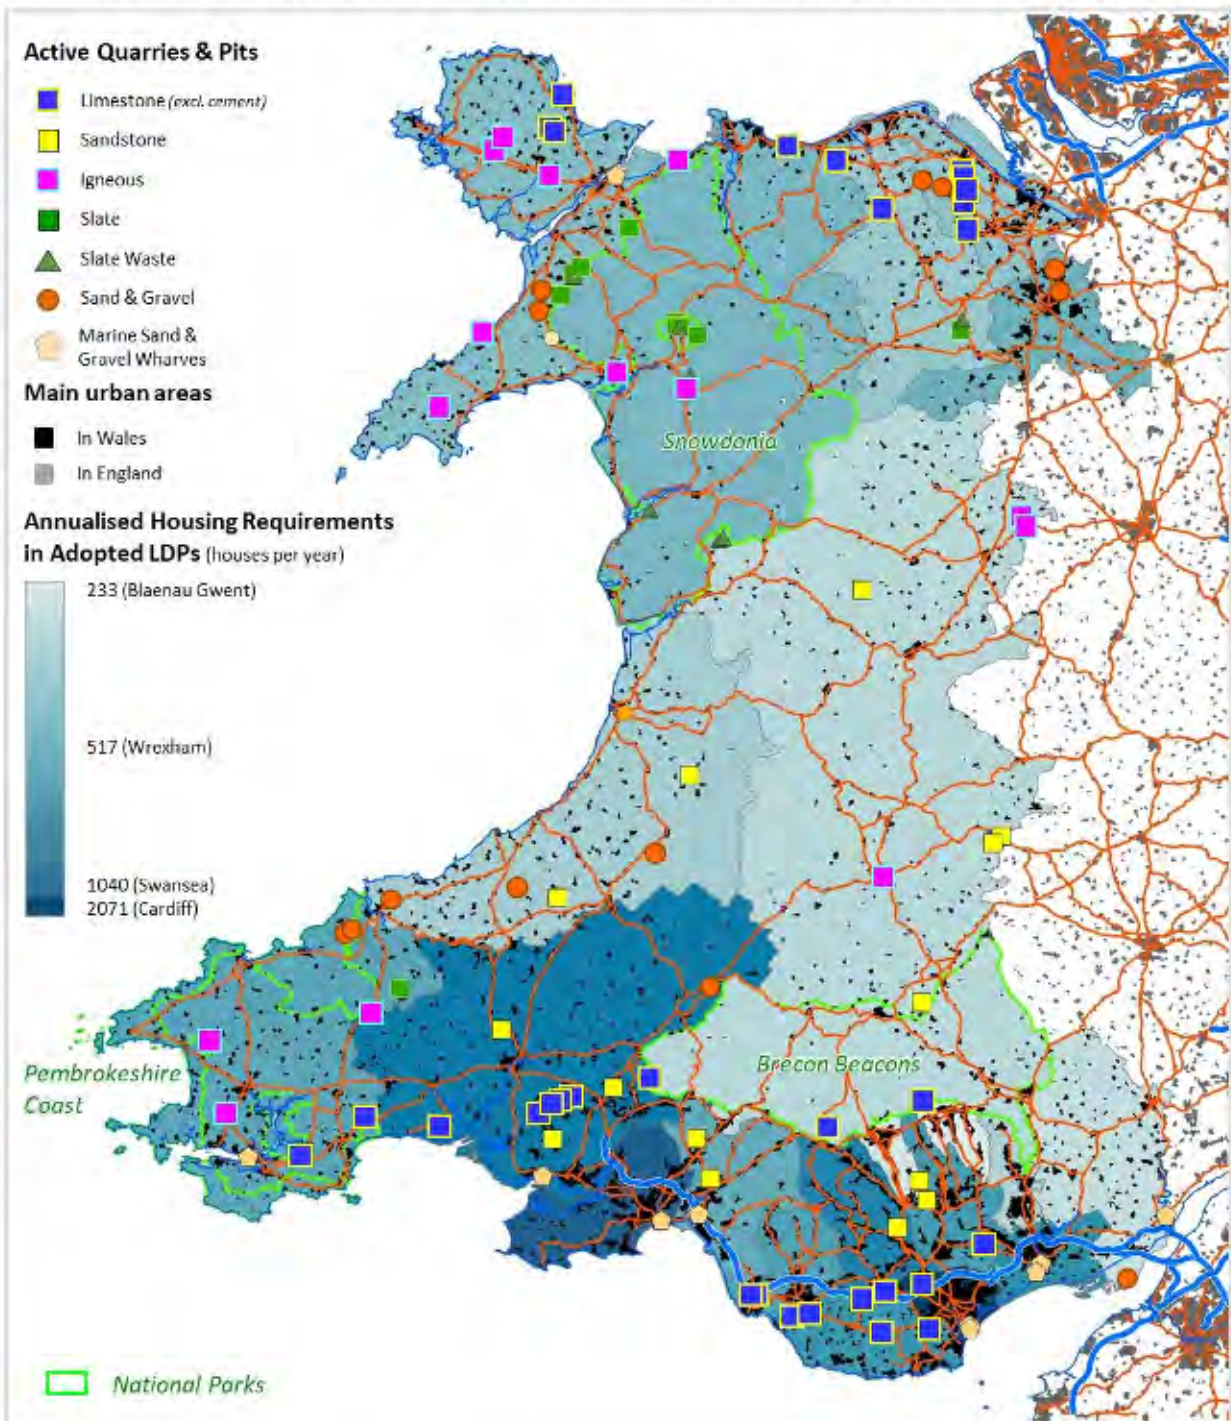 Active Quarries & Pits
Limestone (excl. cement)
Sandstone
Igneous
Slate
Slate Waste
Sand & Gravel
Marine Sand &
Gravel Wharves
Main urban areas
In Wales
In England
Annualised Housing Requirements
in Adopted LDPs (houses per year)
233 (Blaenau Gwent)
517 (Wrexham)
1040 (Swansea)
2071 (Cardiff)
Snowdonia
Pembrokeshire
Coast
Brecon Beacons
National Parks